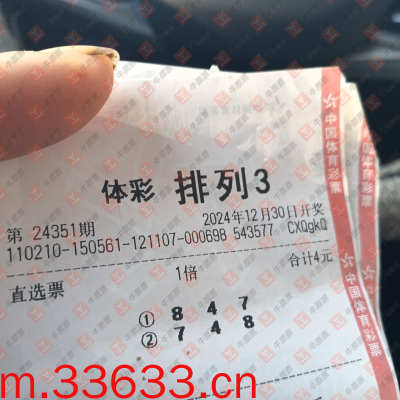 体彩 排列3
第 24351期 2024年12月30日开奖
110210-150561-121107-000698 543577 CXQgkQ
直选票 1倍 合计4元
① 8 4 7
② 7 4 8
中国体育彩票
m.33633.cn